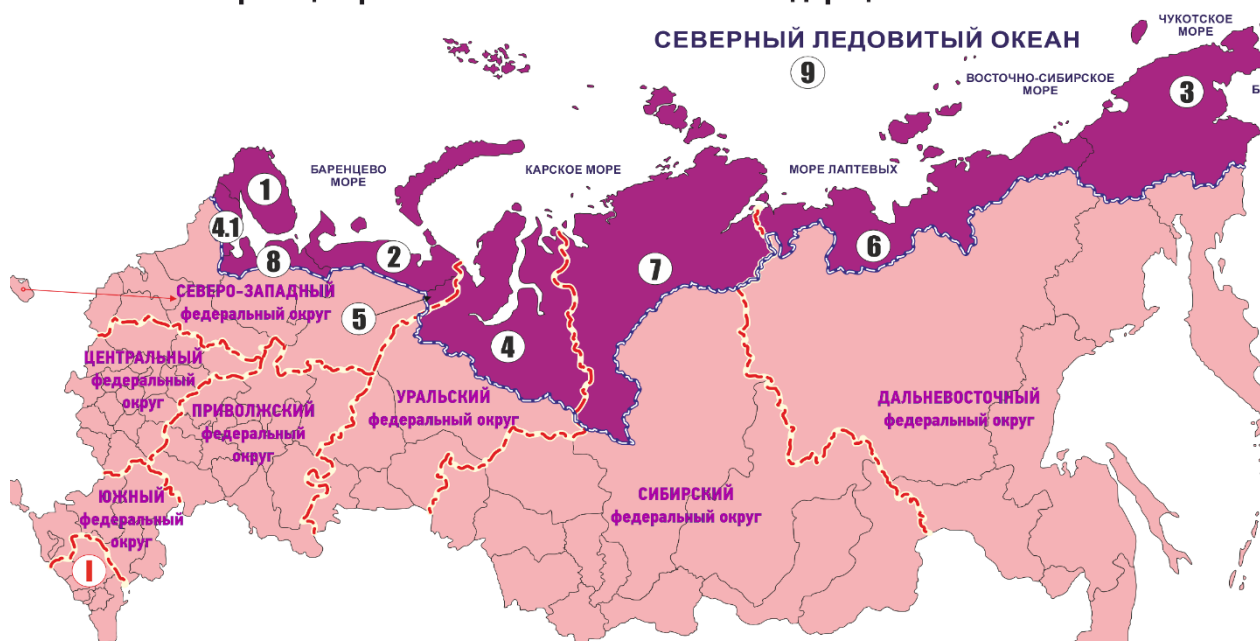 ЧУКОТСКОЕ
МОРЕ
СЕВЕРНЫЙ ЛЕДОВИТЫЙ ОКЕАН
9
ВОСТОЧНО-СИБИРСКОЕ
МОРЕ
3
БАРЕНЦЕВО
МОРЕ
КАРСКОЕ МОРЕ
МОРЕ ЛАПТЕВЫХ
1
4.1
2
8
6
7
СЕВЕРО-ЗАПАДНЫЙ
федеральный округ
5
4
ЦЕНТРАЛЬНЫЙ
федеральный
округ
УРАЛЬСКИЙ
федеральный округ
ДАЛЬНЕВОСТОЧНЫЙ
федеральный округ
ПРИВОЛЖСКИЙ
федеральный
округ
ЮЖНЫЙ
федеральный
округ
СИБИРСКИЙ
федеральный округ
I